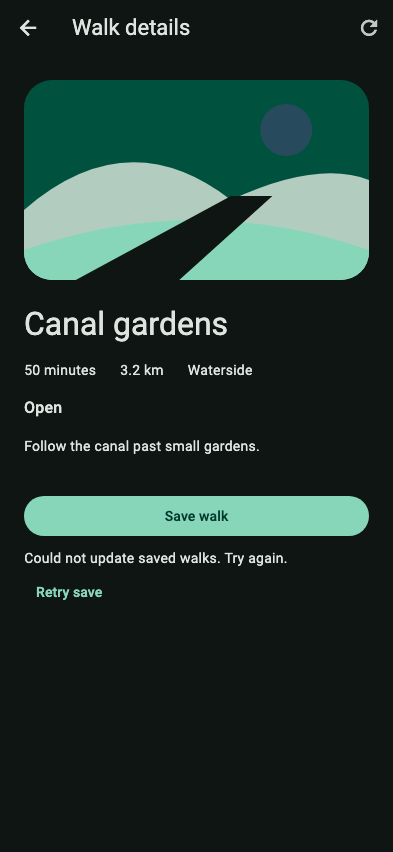 Walk details
Canal gardens
50 minutes 3.2 km Waterside
Open
Follow the canal past small gardens.
Save walk
Could not update saved walks. Try again.
Retry save